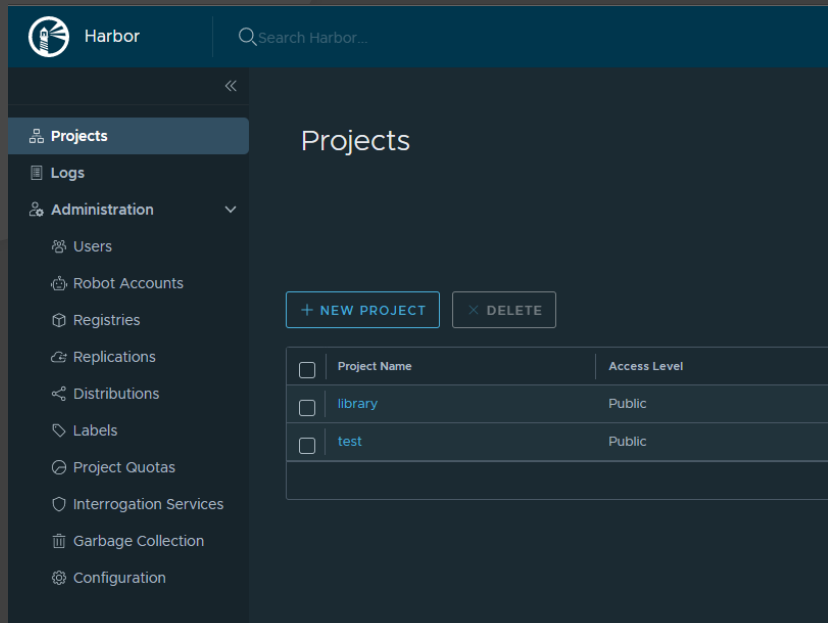 Harbor
Search Harbor...
Projects
Logs
Administration
Users
Robot Accounts
Registries
Replications
Distributions
Labels
Project Quotas
Interrogation Services
Garbage Collection
Configuration
Projects
NEW PROJECT DELETE
Project Name Access Level
library Public
test Public